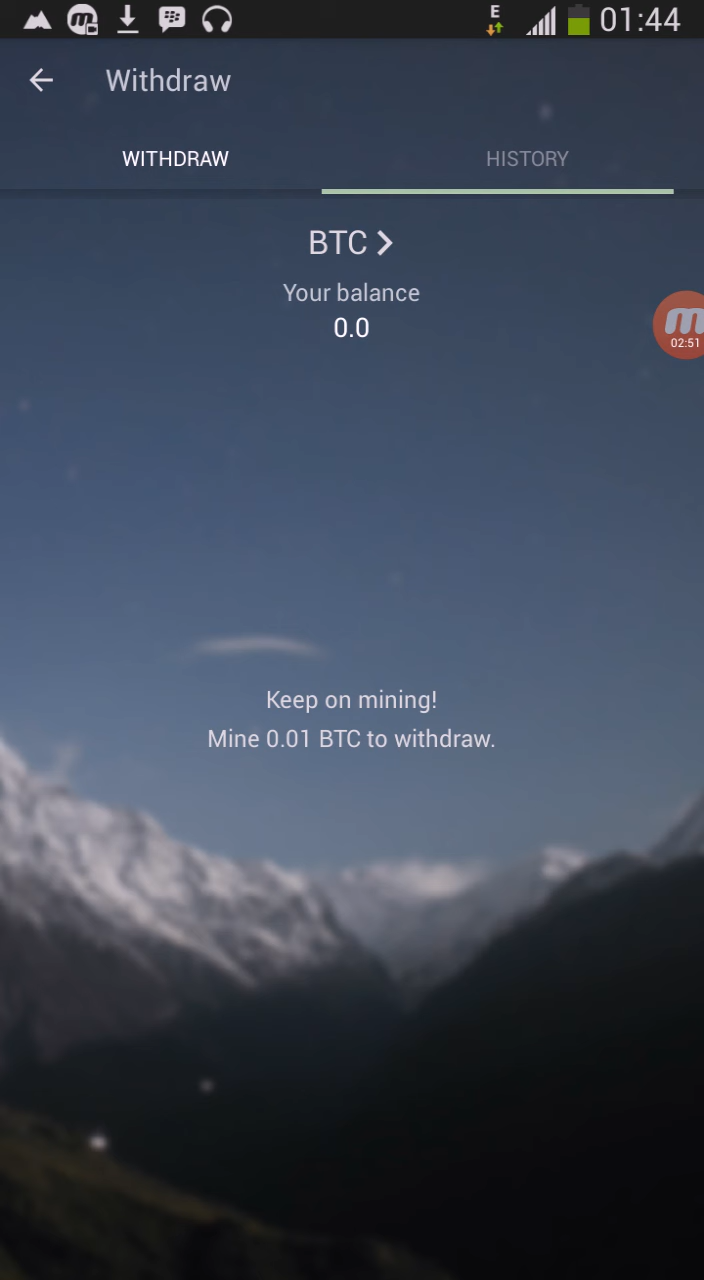 E
01:44
Withdraw
WITHDRAW
HISTORY
BTC
Your balance
0.0
m
02:51
Keep on mining!
Mine 0.01 BTC to withdraw.